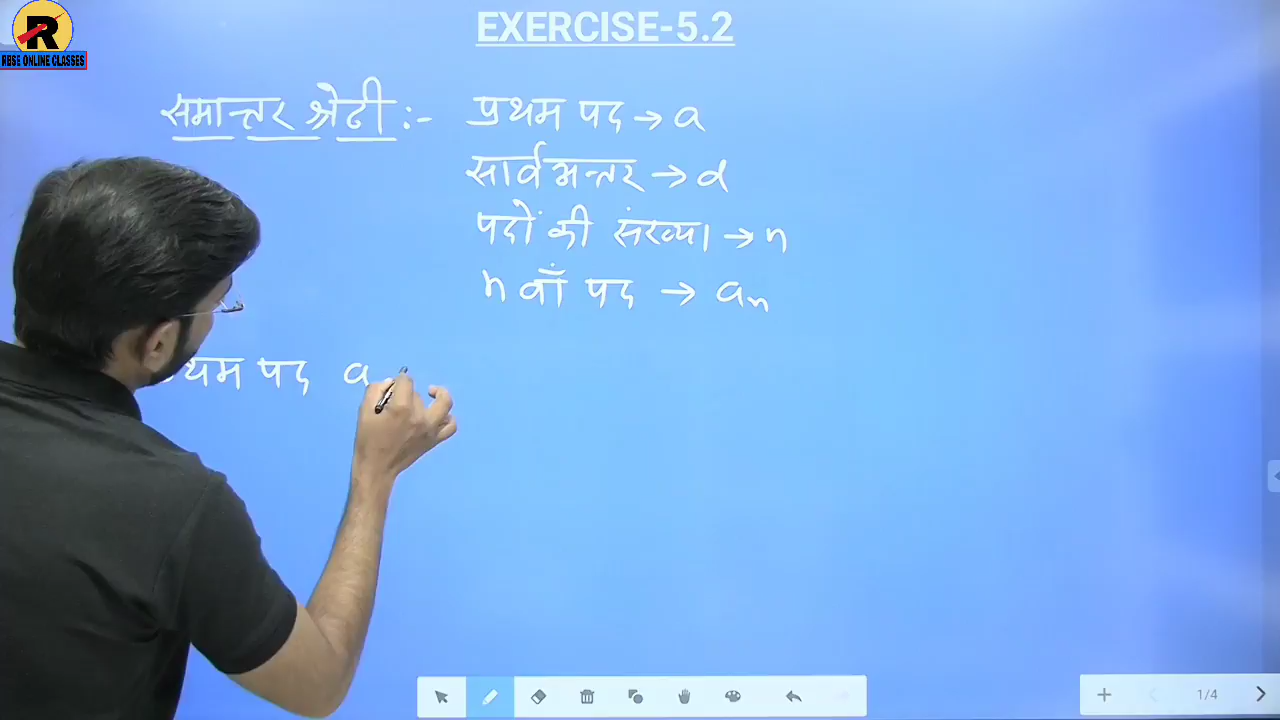 EXERCISE-5.2
R
RBSE ONLINE CLASSES
समान्तर श्रेढी :- प्रथम पद → a
सार्वअन्तर → d
पदों की संख्या → n
n वाँ पद → an
थम पद a
1/4